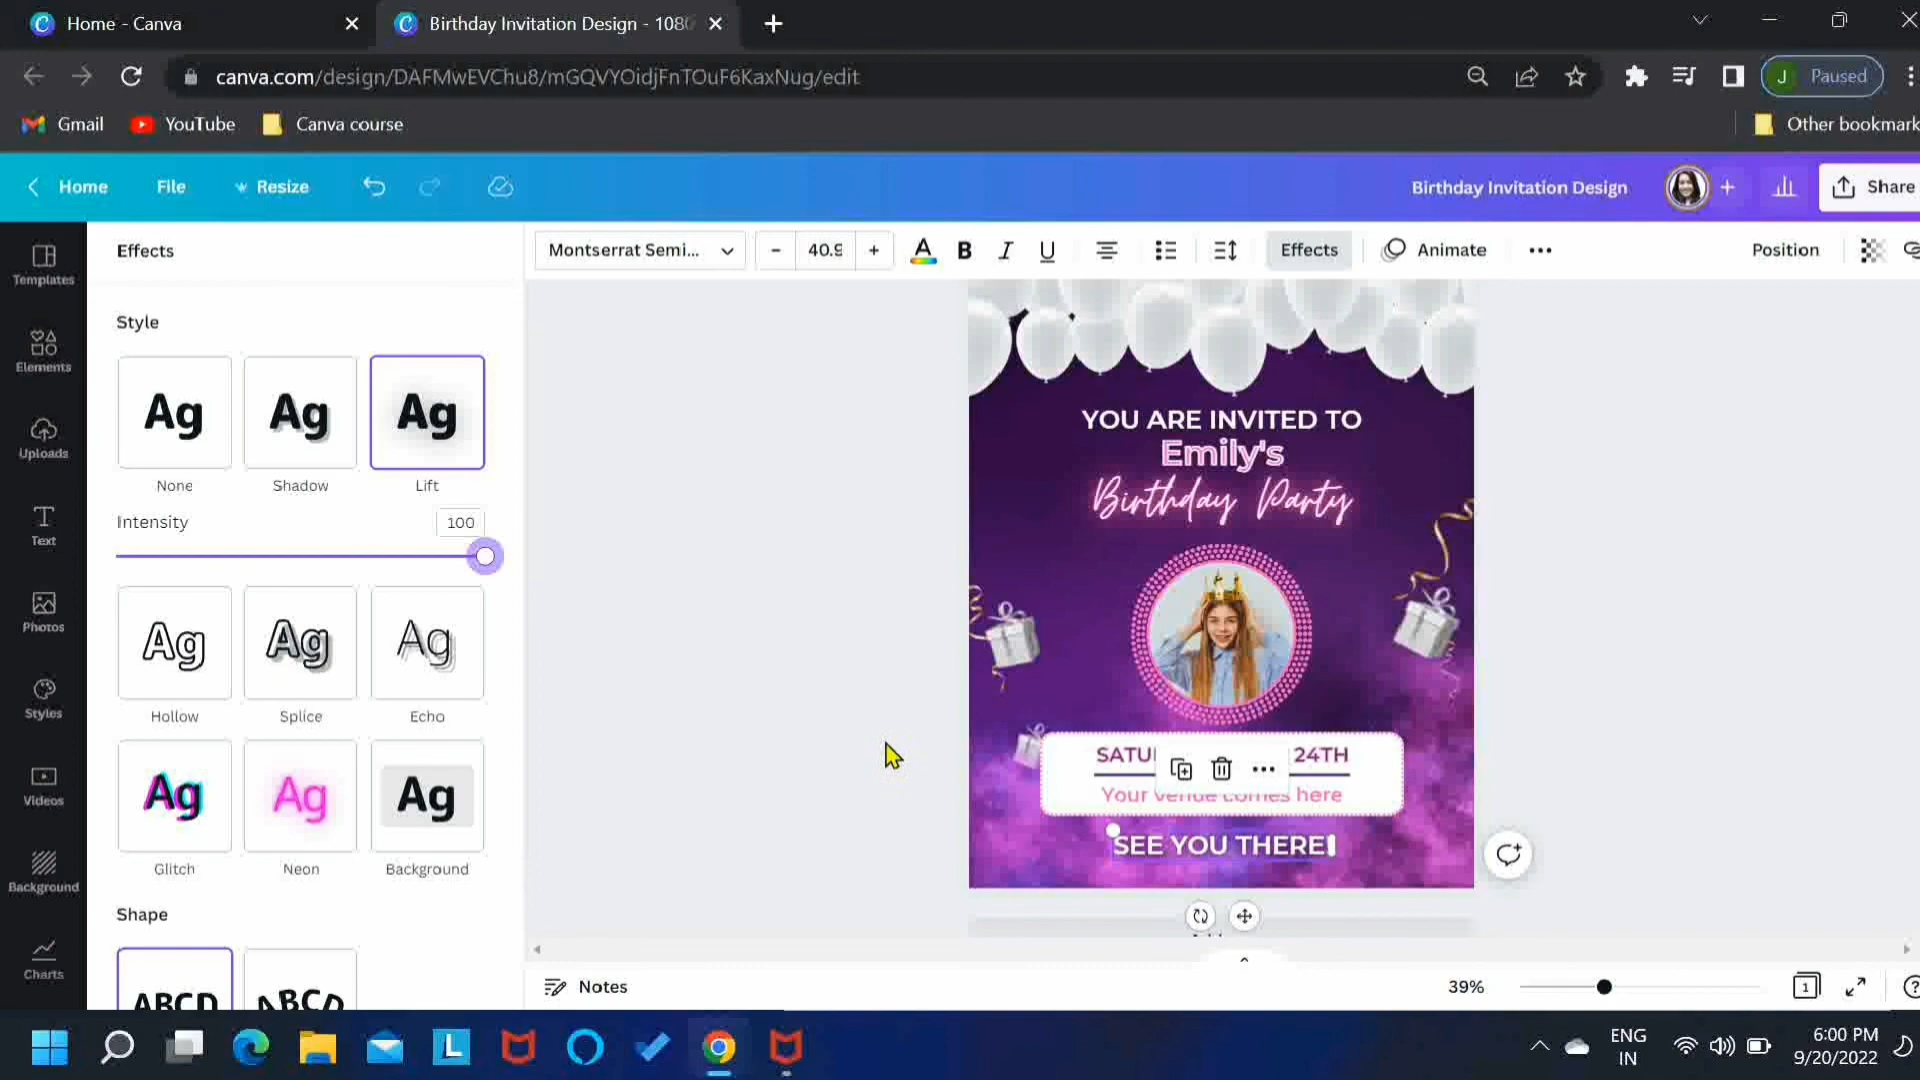 Home - Canva
Birthday Invitation Design - 1080
canva.com/design/DAFMwEVChu8/mGQVYOidjFnTOuF6KaxNug/edit
J Paused
Gmail
YouTube
Canva course
Other bookmark
Home
File
Resize
Birthday Invitation Design
Share
Templates
Elements
Uploads
Text
Photos
Styles
Videos
Background
Charts
Effects
Style
Ag
Ag
Ag
None
Shadow
Lift
Intensity
100
Ag
Ag
Ag
Hollow
Splice
Echo
Ag
Ag
Ag
Glitch
Neon
Background
Shape
ABCD
ABCD
Montserrat Semi...
- 40.9 +
A
B
I
U
Effects
Animate
Position
YOU ARE INVITED TO
Emily's
Birthday Party
SATU 24TH
Your venue comes here
SEE YOU THERE!
Notes
39%
1
ENG
IN
6:00 PM
9/20/2022